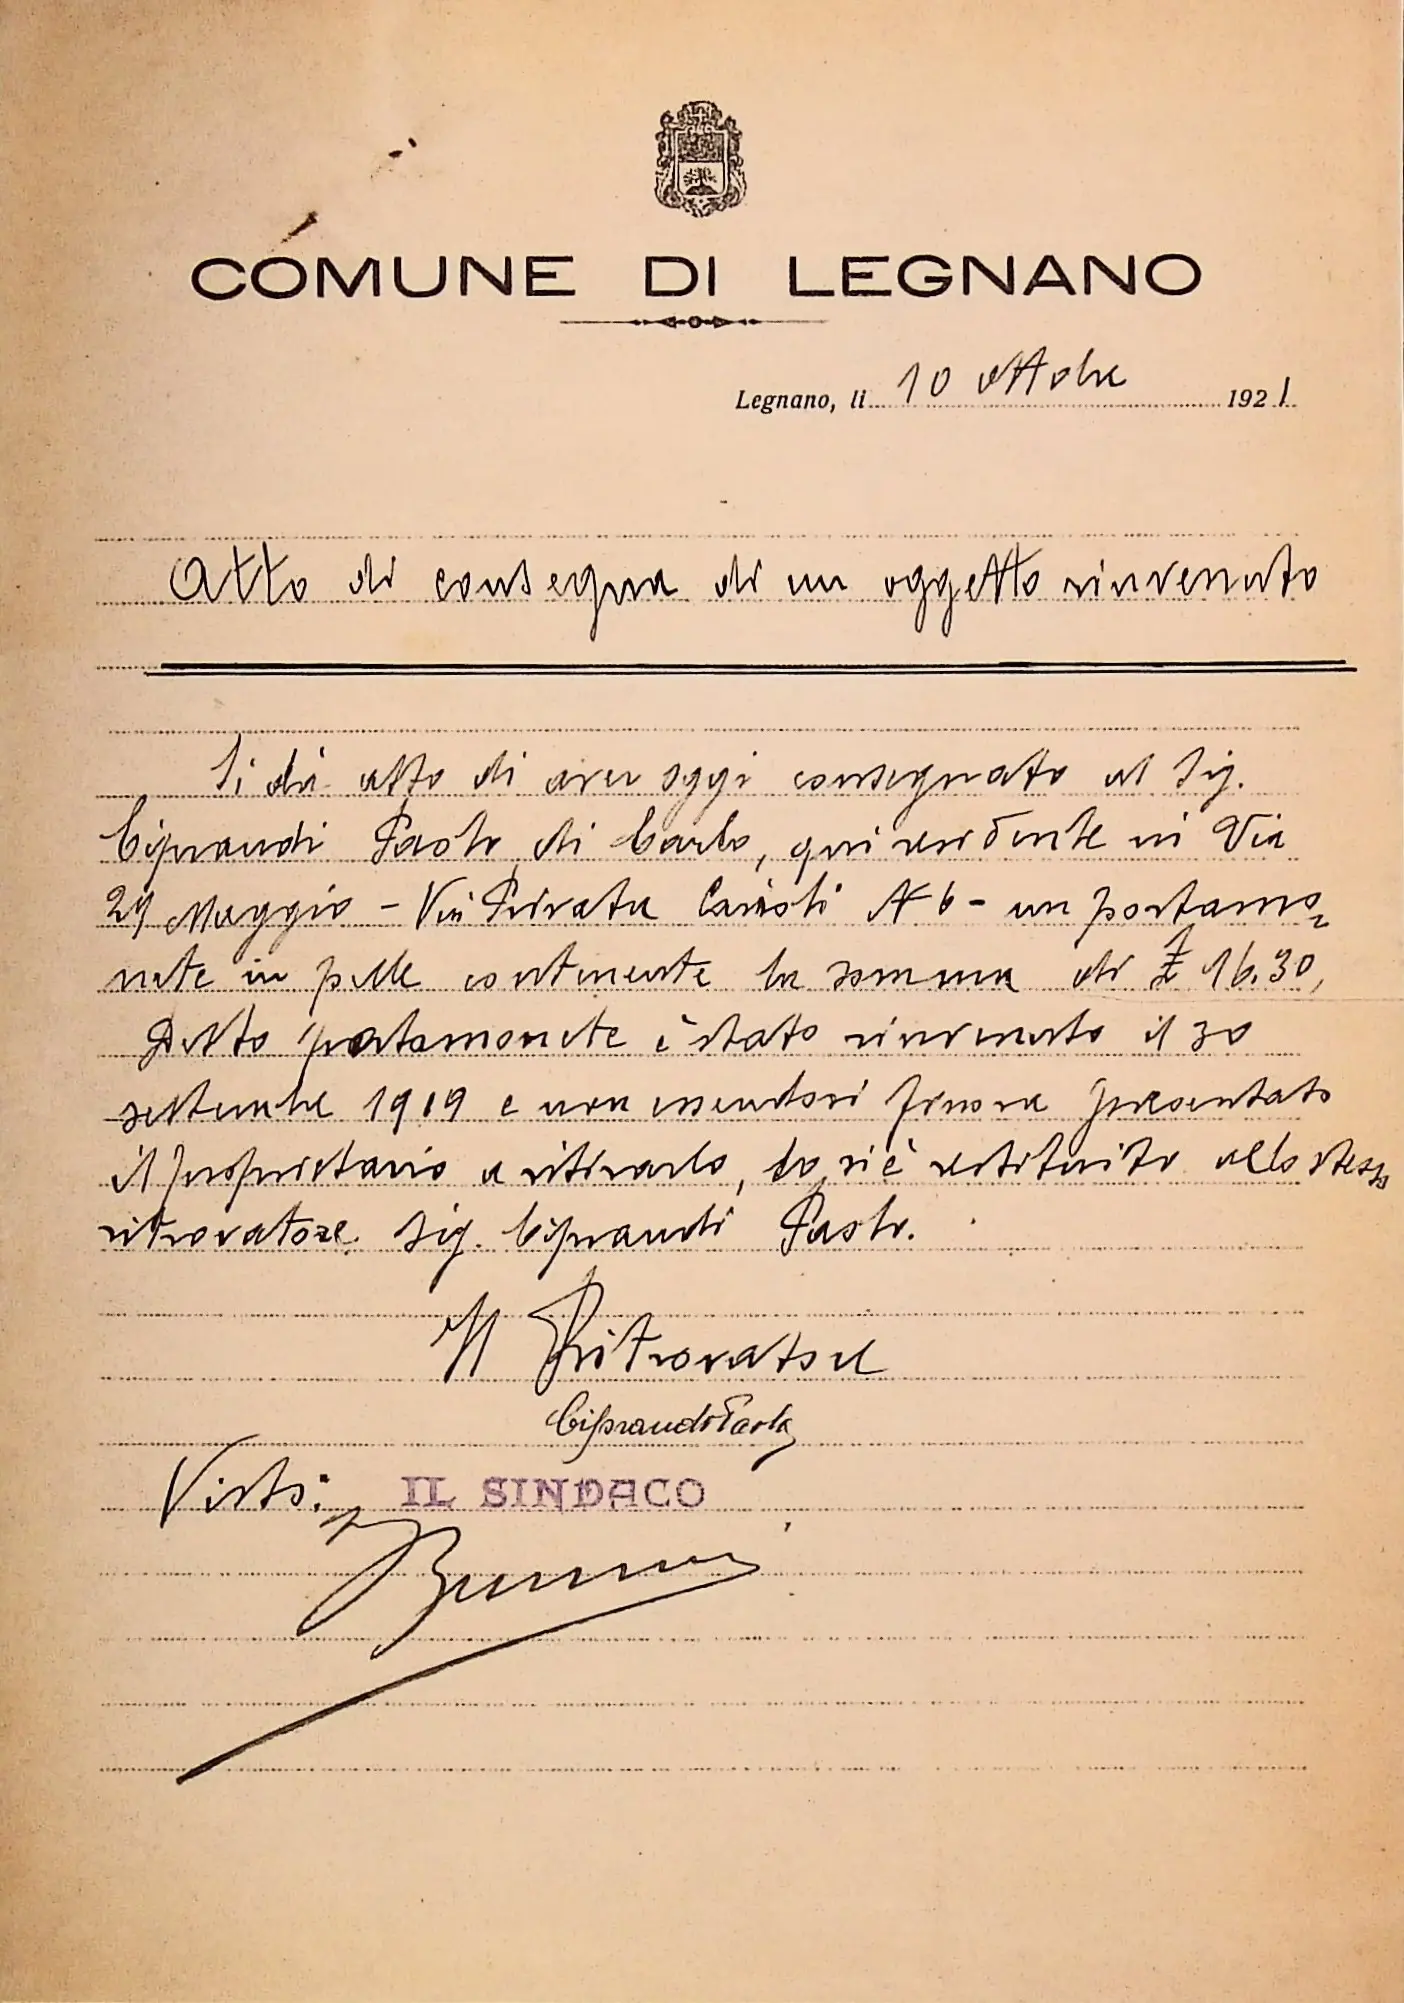 COMUNE DI LEGNANO
Legnano, li 10 ottobre 1921
Atto di consegna di un oggetto rinvenuto
Si dà atto di aver oggi consegnato al Sig.
Ciprandi Paolo di Carlo, qui residente in Via
24 Maggio - Via Privata Cairoli N 6 - un portamo=
nete in pelle contenente la somma di £ 16.30,
Detto portamonete è stato rinvenuto il 30
settembre 1919 e non essendosi finora presentato
il proprietario a ritirarlo, lo si è restituito allo stesso
ritrovatore Sig. Ciprandi Paolo.
Il Ritrovatore
Ciprandi Paolo
Visto: IL SINDACO